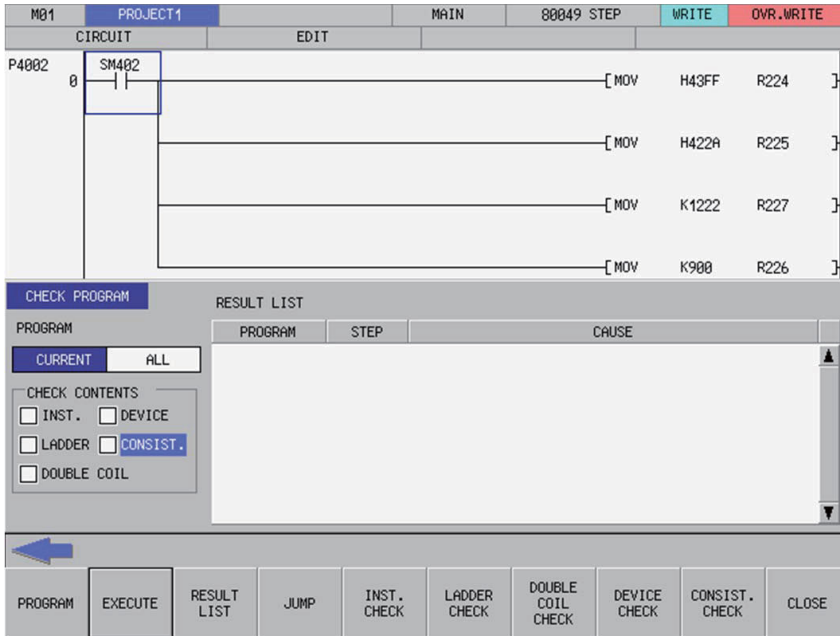 M01 PROJECT1 MAIN 80049 STEP WRITE OVR.WRITE
CIRCUIT EDIT
P4002 SM402
0 [ MOV H43FF R224 ]
[ MOV H422A R225 ]
[ MOV K1222 R227 ]
[ MOV K900 R226 ]
CHECK PROGRAM
RESULT LIST
PROGRAM
PROGRAM STEP CAUSE
CURRENT ALL
CHECK CONTENTS
INST. DEVICE
LADDER CONSIST.
DOUBLE COIL
PROGRAM
EXECUTE
RESULT
LIST
JUMP
INST.
CHECK
LADDER
CHECK
DOUBLE
COIL
CHECK
DEVICE
CHECK
CONSIST.
CHECK
CLOSE